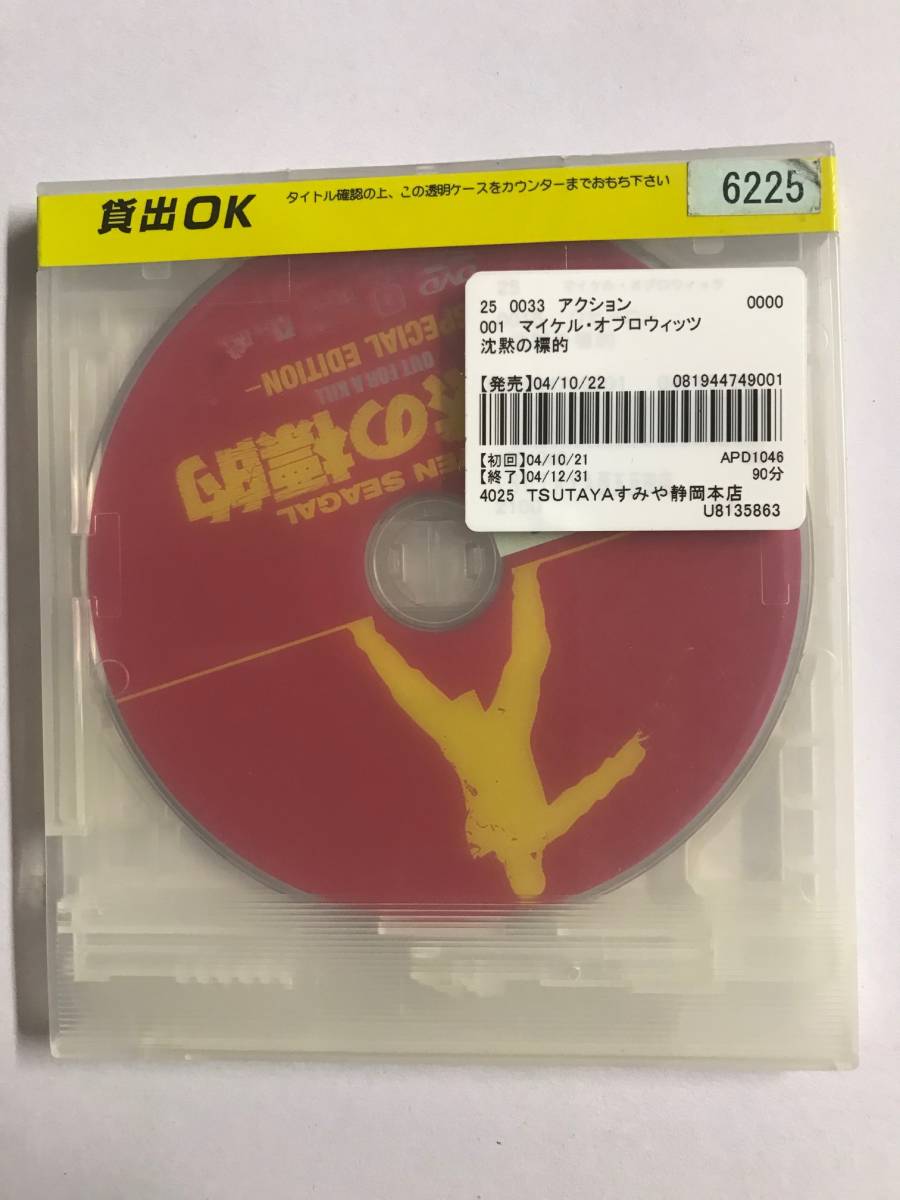 貸出OK
タイトル確認の上、この透明ケースをカウンターまでおもち下さい
6225
25 0033 アクション 0000
001 マイケル・オブロウィッツ
沈黙の標的
【発売】04/10/22 081944749001
【初回】04/10/21 APD1046
【終了】04/12/31 90分
4025 TSUTAYAすみや静岡本店
U8135863
DVD
SPECIAL EDITION-
OUT FOR A KILL
の標的
EN SEAGAL